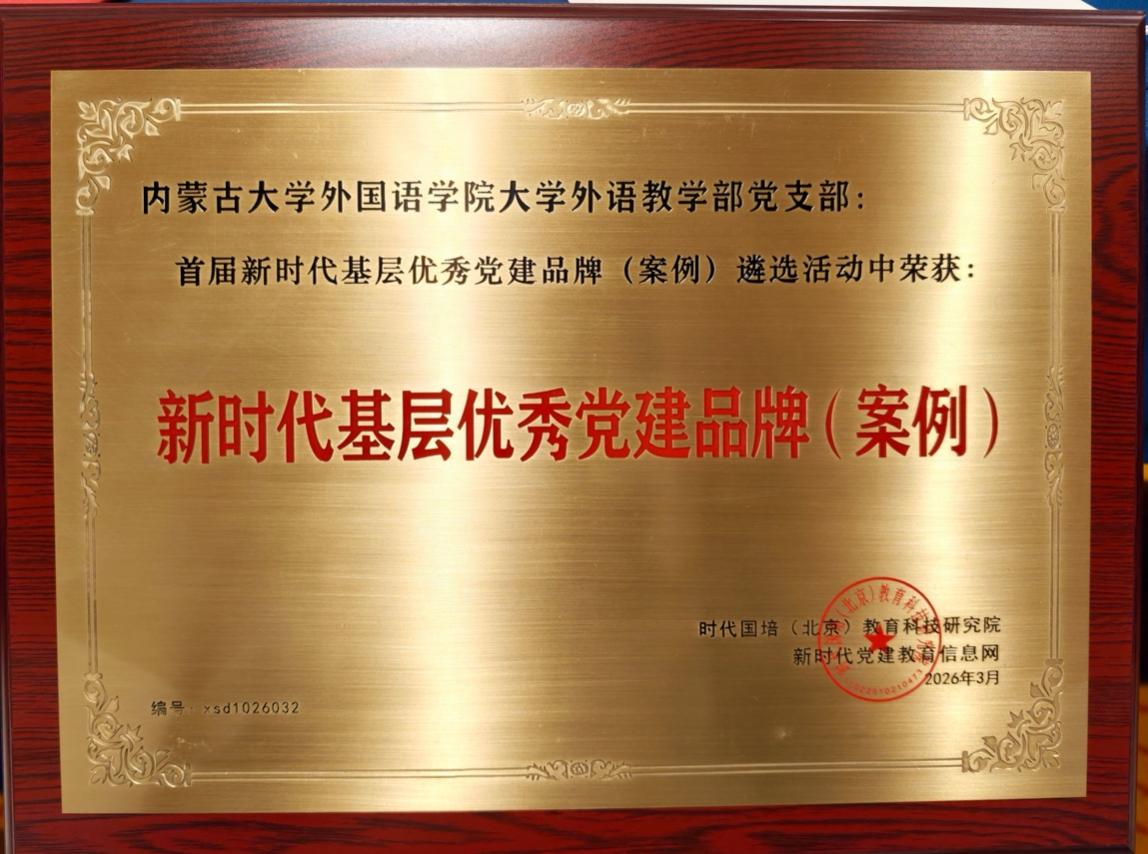 内蒙古大学外国语学院大学外语教学部党支部：
首届新时代基层优秀党建品牌（案例）遴选活动中荣获：
新时代基层优秀党建品牌（案例）
时代国培（北京）教育科技研究院
新时代党建教育信息网
2026年3月
编号：xsd1026032